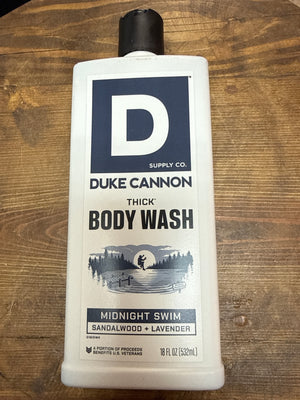 D
SUPPLY CO.
DUKE CANNON
THICK
BODY WASH
MIDNIGHT SWIM
SANDALWOOD + LAVENDER
A PORTION OF PROCEEDS
BENEFITS U.S. VETERANS
18 FL OZ (532mL)